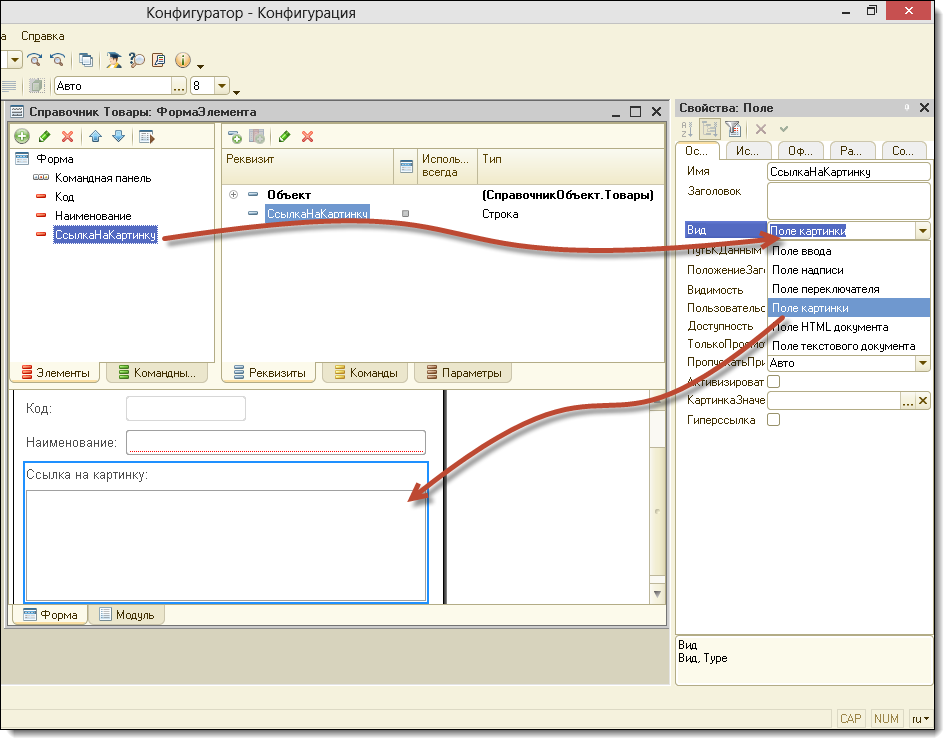 Конфигуратор - Конфигурация
а Справка
Авто ... 8
Справочник Товары: ФормаЭлемента
Форма
Командная панель
Код
Наименование
СсылкаНаКартинку
Элементы Командны...
Реквизит Исполь... всегда Тип
Объект (СправочникОбъект.Товары)
СсылкаНаКартинку Строка
Реквизиты Команды Параметры
Код:
Наименование:
Ссылка на картинку:
Форма Модуль
Свойства: Поле
Ос... Ис... Оф... Ра... Со...
Имя СсылкаНаКартинку
Заголовок
Вид Поле картинки
ПутьКДанным Поле ввода
ПоложениеЗаго Поле надписи
Видимость Поле переключателя
Пользовательс Поле картинки
Доступность Поле HTML документа
ТолькоПросмо Поле текстового документа
ПропускатьПри Авто
Активизироват
КартинкаЗначе ...
Гиперссылка
Вид
Вид, Type
CAP NUM ru